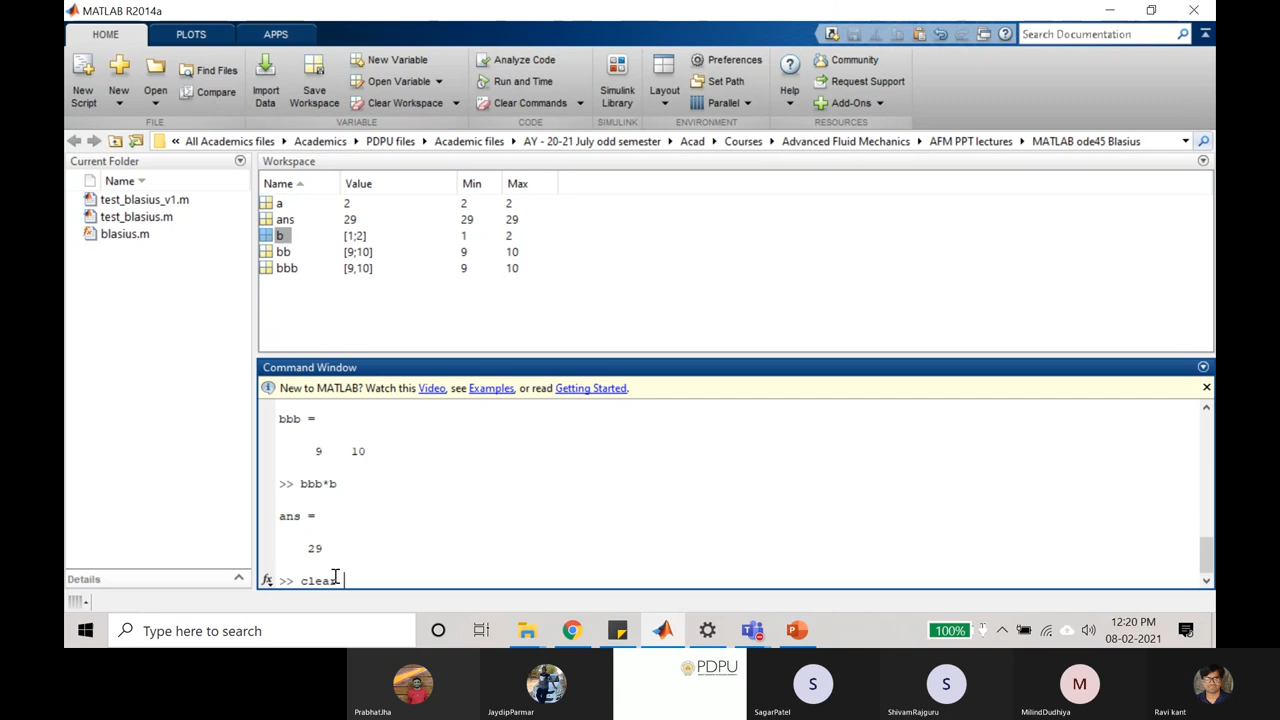 MATLAB R2014a
HOME PLOTS APPS
Search Documentation
New Script
New
Open
Find Files
Compare
Import Data
Save Workspace
New Variable
Open Variable
Clear Workspace
Analyze Code
Run and Time
Clear Commands
Simulink Library
Layout
Preferences
Set Path
Parallel
Help
Community
Request Support
Add-Ons
FILE VARIABLE CODE SIMULINK ENVIRONMENT RESOURCES
« All Academics files Academics PDPU files Academic files AY - 20-21 July odd semester Acad Courses Advanced Fluid Mechanics AFM PPT lectures MATLAB ode45 Blasius
Current Folder
Name
test_blasius_v1.m
test_blasius.m
blasius.m
Details
Workspace
Name Value Min Max
a 2 2 2
ans 29 29 29
b [1;2] 1 2
bb [9;10] 9 10
bbb [9,10] 9 10
Command Window
New to MATLAB? Watch this Video, see Examples, or read Getting Started.
bbb =
9 10
>> bbb*b
ans =
29
fx >> clear
Type here to search
100%
12:20 PM
08-02-2021
PrabhatJha
JaydipParmar
PDPU
S
SagarPatel
S
ShivamRajguru
M
MilindDudhiya
Ravi kant